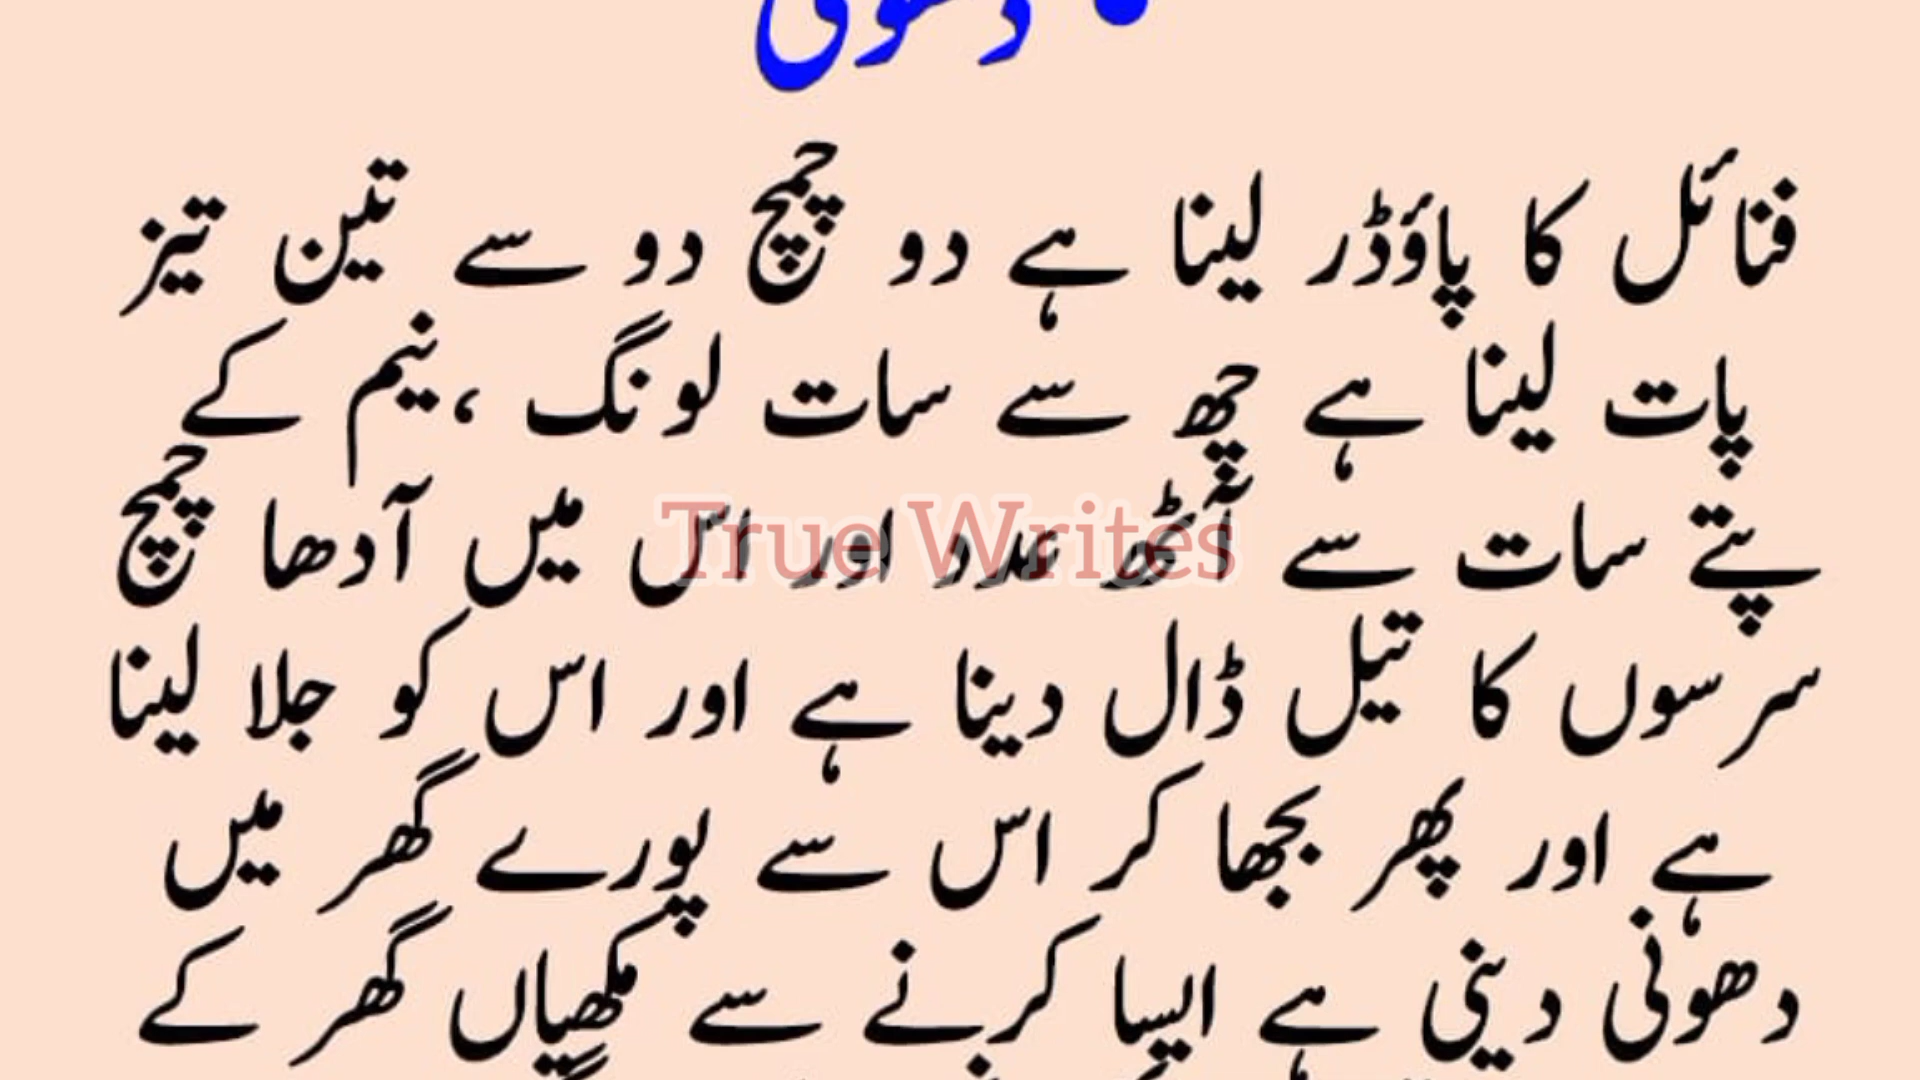 فنائل کا پاؤڈر لینا ہے دو چمچ دو سے تین تیز
پات لینا ہے چھ سے سات لونگ ،نیم کے
پتے سات سے آٹھ عدد اور اس میں آدھا چمچ
سرسوں کا تیل ڈال دینا ہے اور اس کو جلا لینا
ہے اور پھر بجھا کر اس سے پورے گھر میں
دھونی دینی ہے ایسا کرنے سے مکھیاں گھر کے
True Writes